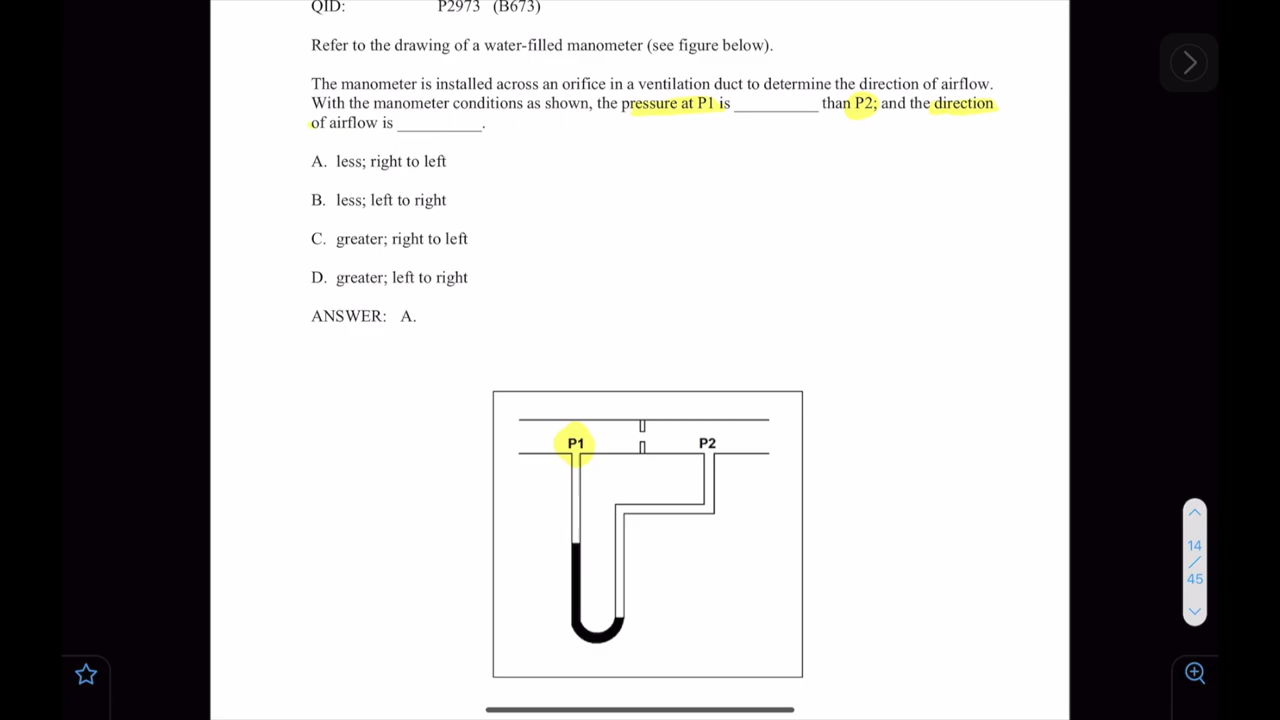 QID: P2973 (B673)
Refer to the drawing of a water-filled manometer (see figure below).
The manometer is installed across an orifice in a ventilation duct to determine the direction of airflow.
With the manometer conditions as shown, the pressure at P1 is __________ than P2; and the direction
of airflow is __________.
A. less; right to left
B. less; left to right
C. greater; right to left
D. greater; left to right
ANSWER: A.
P1 P2
14
/
45